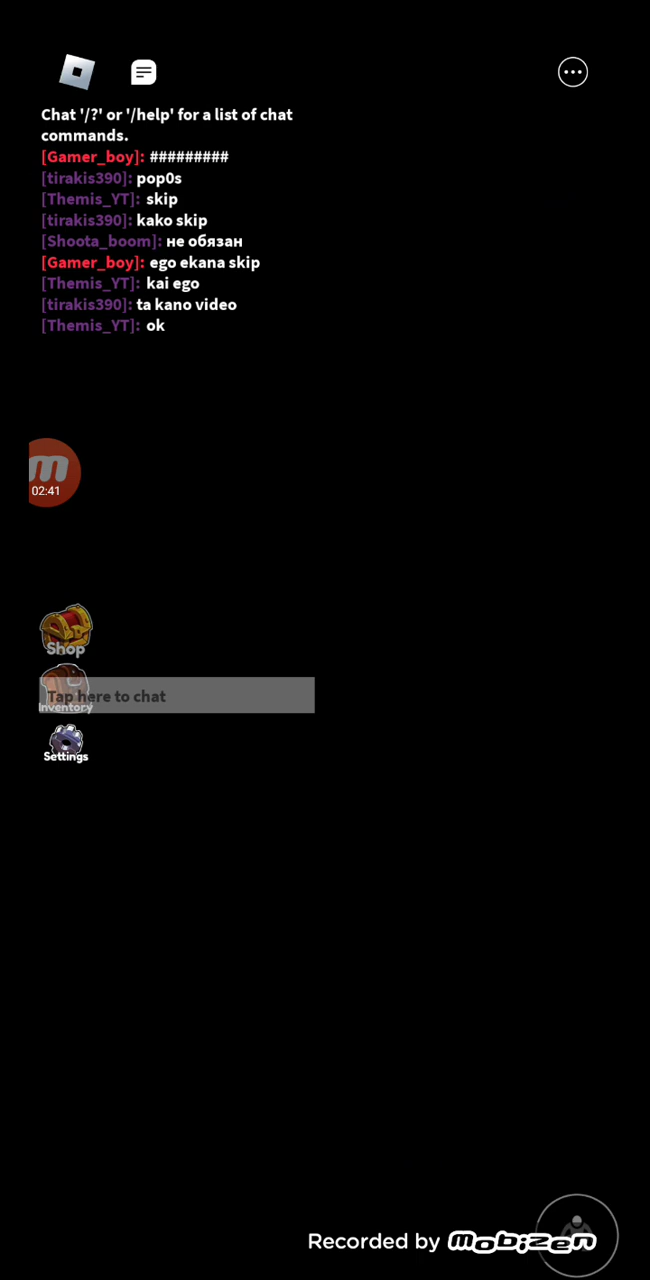 Chat '/?' or '/help' for a list of chat
commands.
[Gamer_boy]: #########
[tirakis390]: pop0s
[Themis_YT]: skip
[tirakis390]: kako skip
[Shoota_boom]: не обязан
[Gamer_boy]: ego ekana skip
[Themis_YT]: kai ego
[tirakis390]: ta kano video
[Themis_YT]: ok
m
02:41
Shop
Tap here to chat
Inventory
Settings
Recorded by mobizen